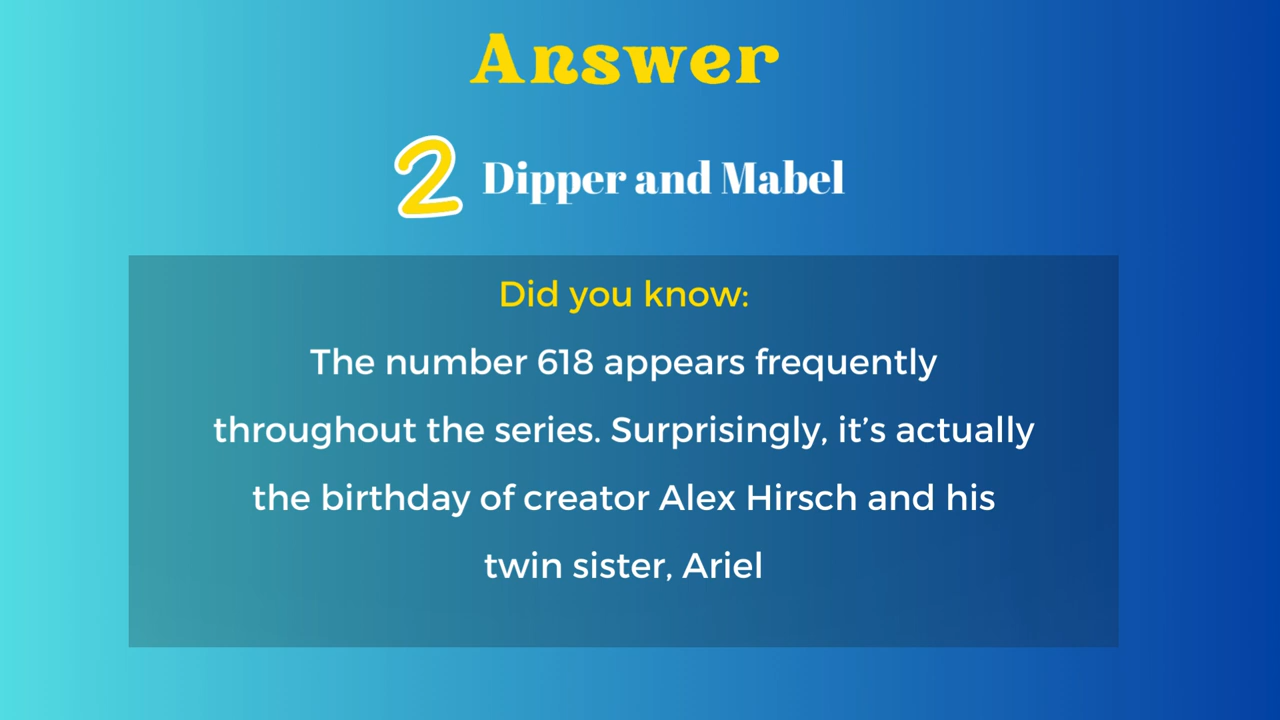 Answer
2 Dipper and Mabel
Did you know:
The number 618 appears frequently
throughout the series. Surprisingly, it’s actually
the birthday of creator Alex Hirsch and his
twin sister, Ariel